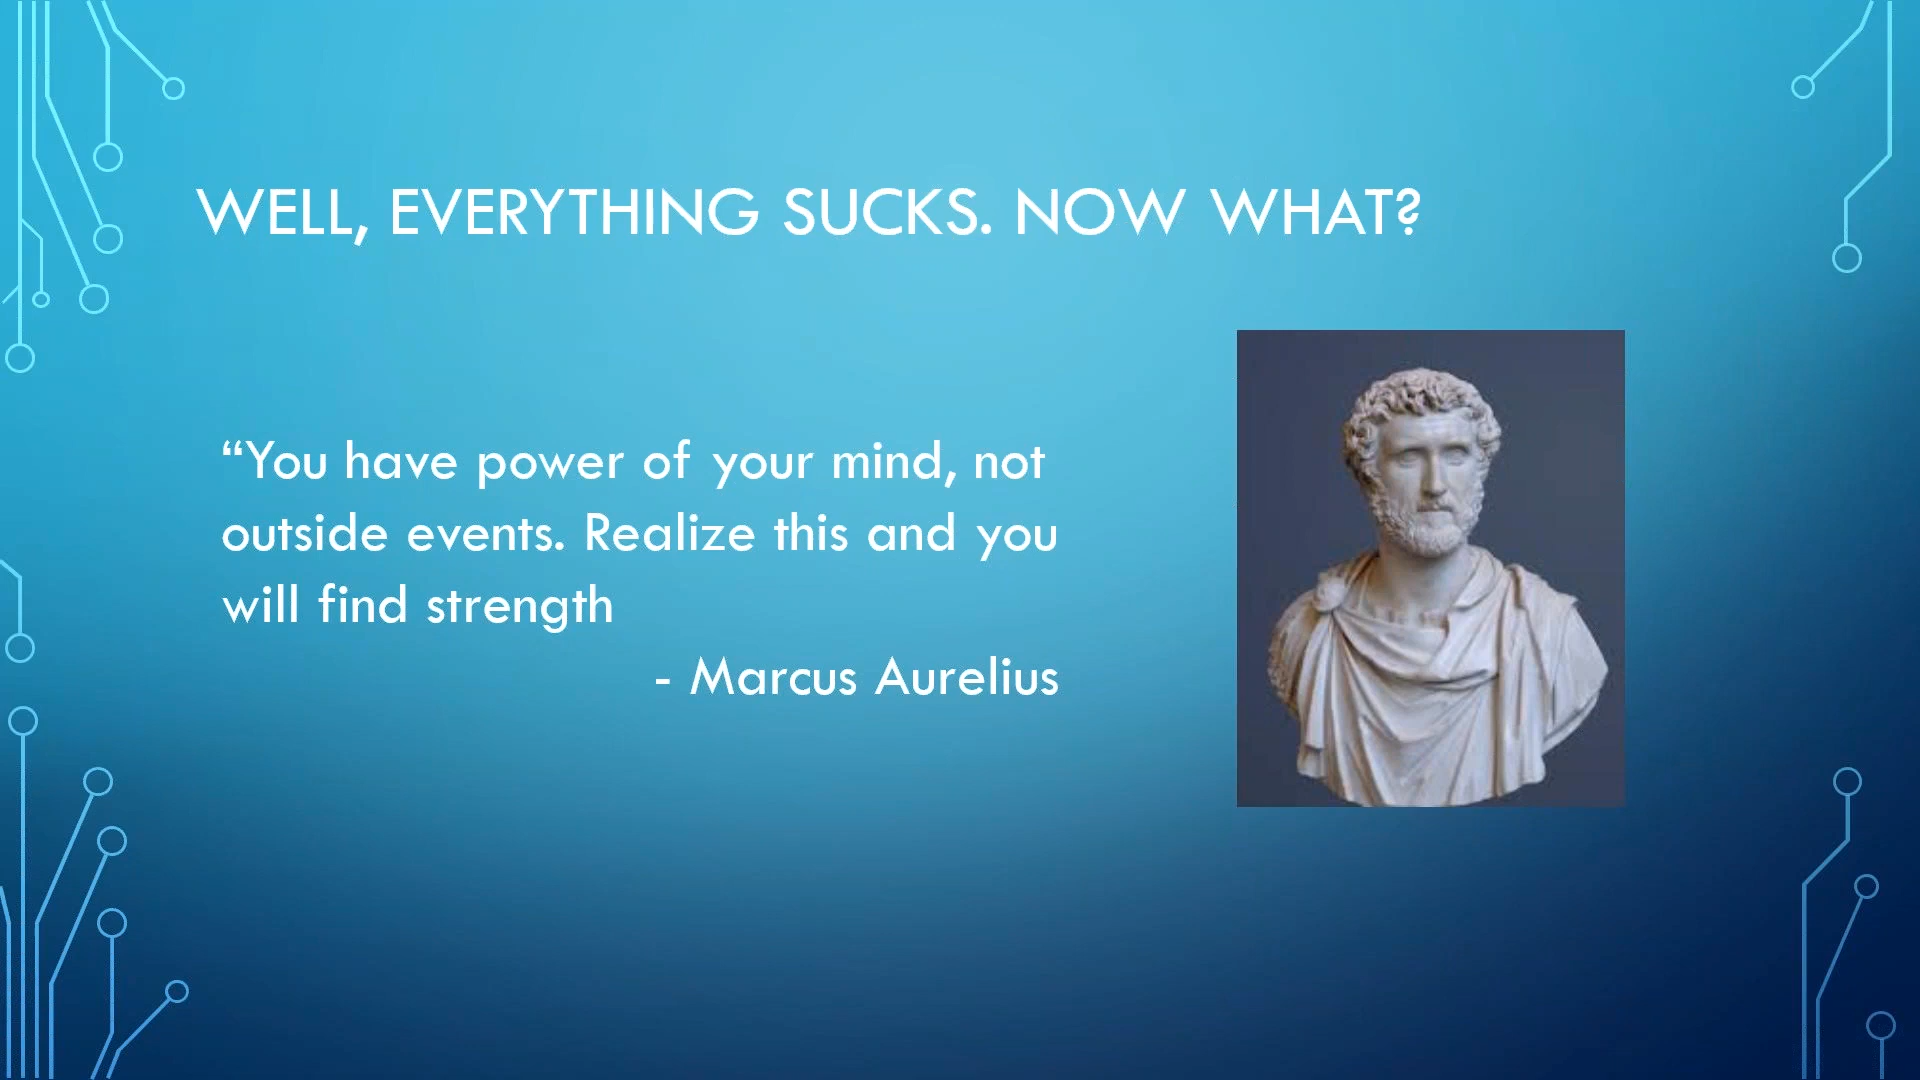 WELL, EVERYTHING SUCKS. NOW WHAT?
“You have power of your mind, not
outside events. Realize this and you
will find strength
- Marcus Aurelius